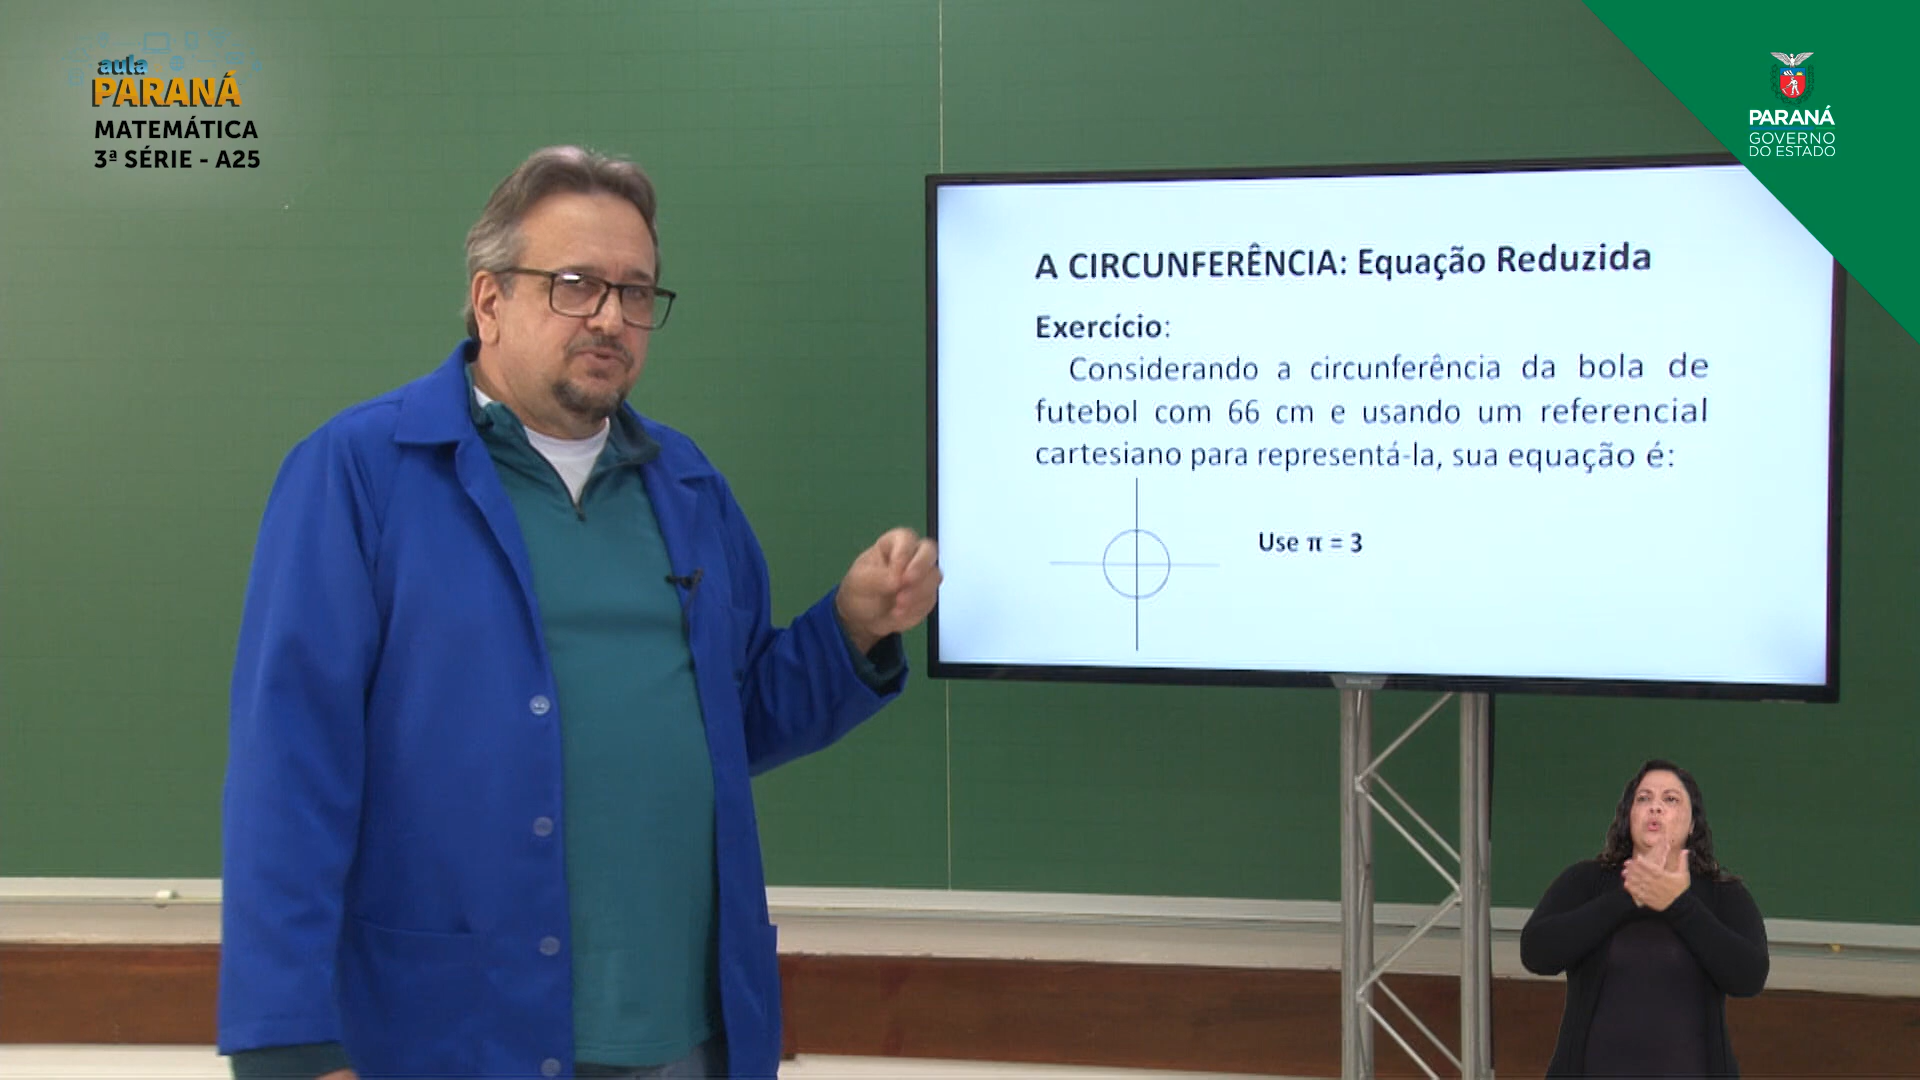 aula
PARANÁ
MATEMÁTICA
3ª SÉRIE - A25
PARANÁ
GOVERNO
DO ESTADO
A CIRCUNFERÊNCIA: Equação Reduzida
Exercício:
Considerando a circunferência da bola de
futebol com 66 cm e usando um referencial
cartesiano para representá-la, sua equação é:
Use π = 3